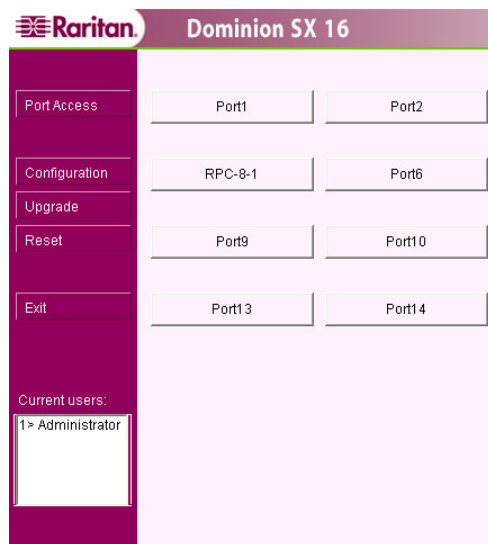 Raritan. Dominion SX 16
Port Access Port1 Port2
Configuration RPC-8-1 Port6
Upgrade
Reset Port9 Port10
Exit Port13 Port14
Current users:
1> Administrator